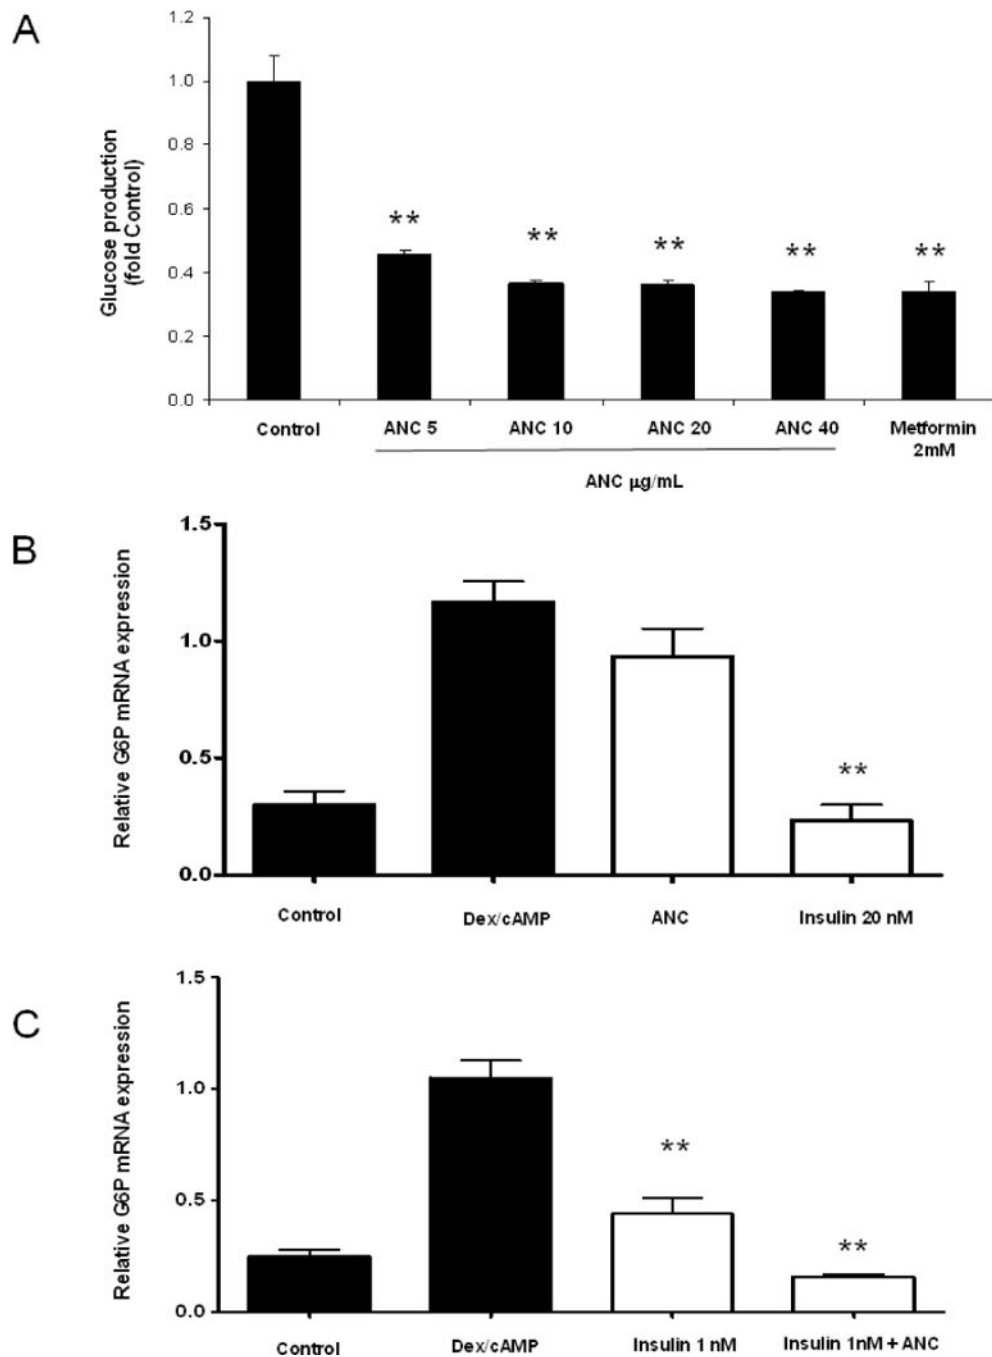 A
Glucose production
(fold Control)
1.2
1.0
0.8
0.6
0.4
0.2
0.0
**
**
**
**
**
Control
ANC 5
ANC 10
ANC 20
ANC 40
Metformin
2mM
ANC μg/mL
B
Relative G6P mRNA expression
1.5
1.0
0.5
0.0
**
Control
Dex/cAMP
ANC
Insulin 20 nM
C
Relative G6P mRNA expression
1.5
1.0
0.5
0.0
**
**
Control
Dex/cAMP
Insulin 1 nM
Insulin 1nM + ANC